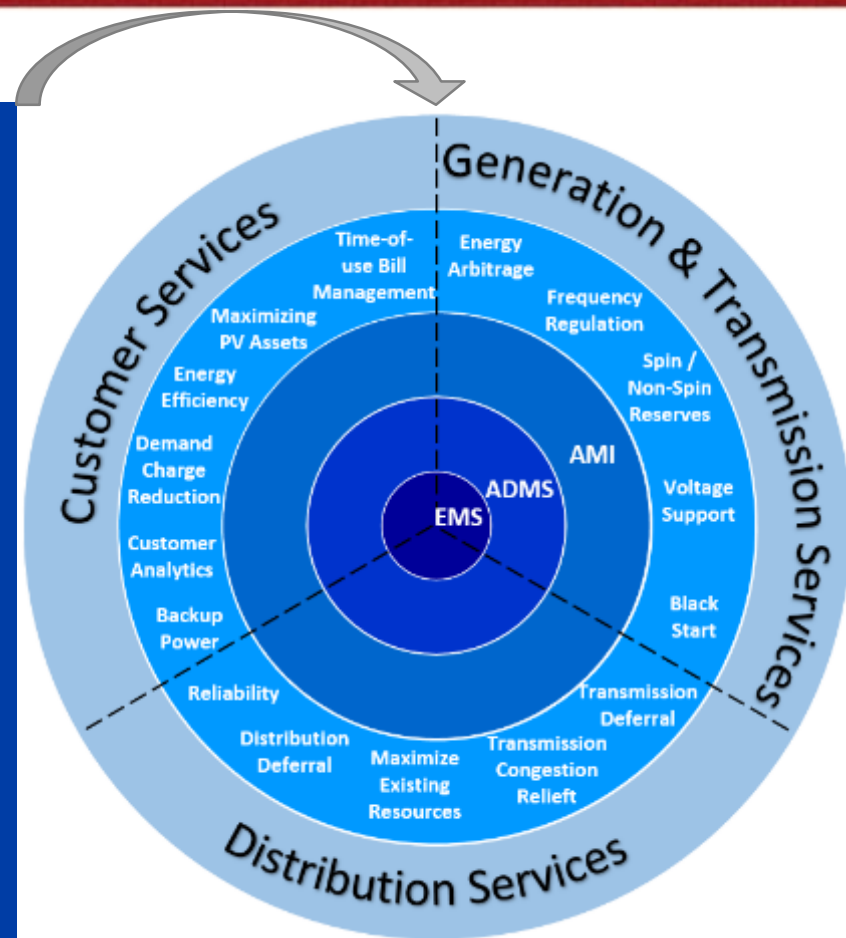 Generation & Transmission Services
Energy
Arbitrage
Frequency
Regulation
Spin /
Non-Spin
Reserves
Voltage
Support
Black
Start
Distribution Services
Transmission
Deferral
Transmission
Congestion
Relieft
Maximize
Existing
Resources
Distribution
Deferral
Reliability
Customer Services
Time-of-
use Bill
Management
Maximizing
PV Assets
Energy
Efficiency
Demand
Charge
Reduction
Customer
Analytics
Backup
Power
AMI
ADMS
EMS